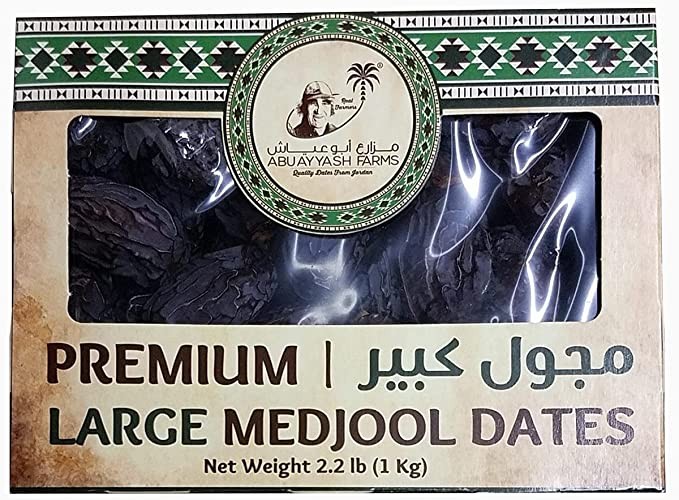 ®
Real
Farmers
مزارع أبو عياش
ABU AYYASH FARMS
Quality Dates From Jordan
PREMIUM | مجول كبير
LARGE MEDJOOL DATES
Net Weight 2.2 lb (1 Kg)